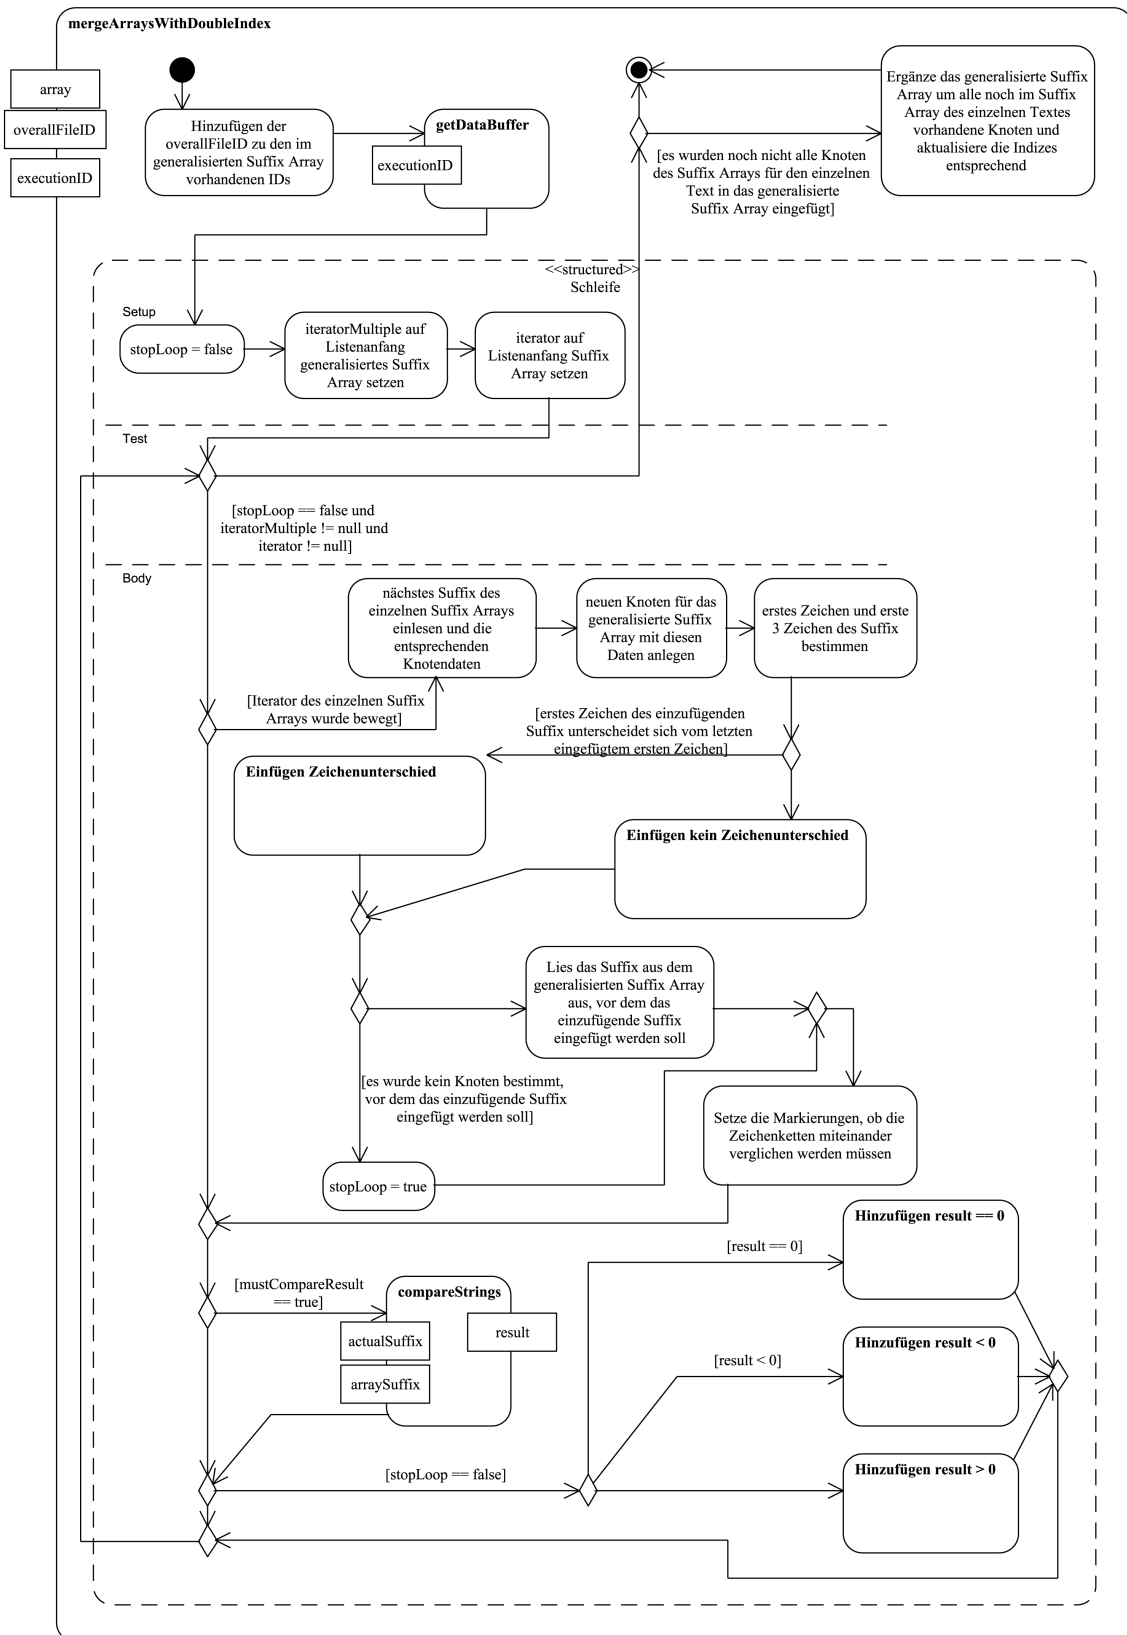 mergeArraysWithDoubleIndex
array
overallFileID
executionID
Hinzufügen der
overallFileID zu den im
generalisierten Suffix Array
vorhandenen IDs
getDataBuffer
executionID
Ergänze das generalisierte Suffix
Array um alle noch im Suffix
Array des einzelnen Textes
vorhandene Knoten und
aktualisiere die Indizes
entsprechend
[es wurden noch nicht alle Knoten
des Suffix Arrays für den einzelnen
Text in das generalisierte
Suffix Array eingefügt]
<<structured>>
Schleife
Setup
stopLoop = false
iteratorMultiple auf
Listenanfang
generalisiertes Suffix
Array setzen
iterator auf
Listenanfang Suffix
Array setzen
Test
[stopLoop == false und
iteratorMultiple != null und
iterator != null]
Body
nächstes Suffix des
einzelnen Suffix Arrays
einlesen und die
entsprechenden
Knotendaten
neuen Knoten für das
generalisierte Suffix
Array mit diesen
Daten anlegen
erstes Zeichen und erste
3 Zeichen des Suffix
bestimmen
[Iterator des einzelnen Suffix
Arrays wurde bewegt]
[erstes Zeichen des einzufügenden
Suffix unterscheidet sich vom letzten
eingefügtem ersten Zeichen]
Einfügen Zeichenunterschied
Einfügen kein Zeichenunterschied
Lies das Suffix aus dem
generalisierten Suffix Array
aus, vor dem das
einzufügende Suffix
eingefügt werden soll
[es wurde kein Knoten bestimmt,
vor dem das einzufügende Suffix
eingefügt werden soll]
Setze die Markierungen, ob die
Zeichenketten miteinander
verglichen werden müssen
stopLoop = true
Hinzufügen result == 0
[result == 0]
[mustCompareResult
== true]
compareStrings
actualSuffix
result
arraySuffix
Hinzufügen result < 0
[result < 0]
[stopLoop == false]
Hinzufügen result > 0